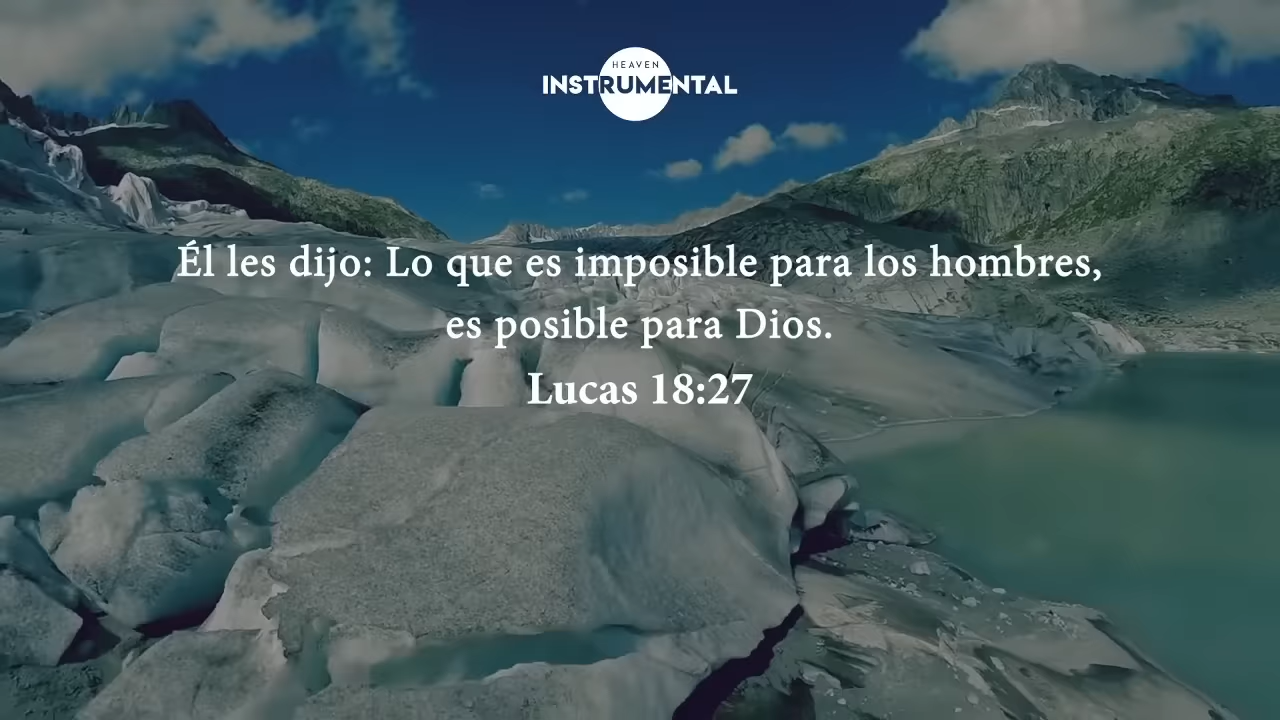 HEAVEN
INSTRUMENTAL
Él les dijo: Lo que es imposible para los hombres,
es posible para Dios.
Lucas 18:27